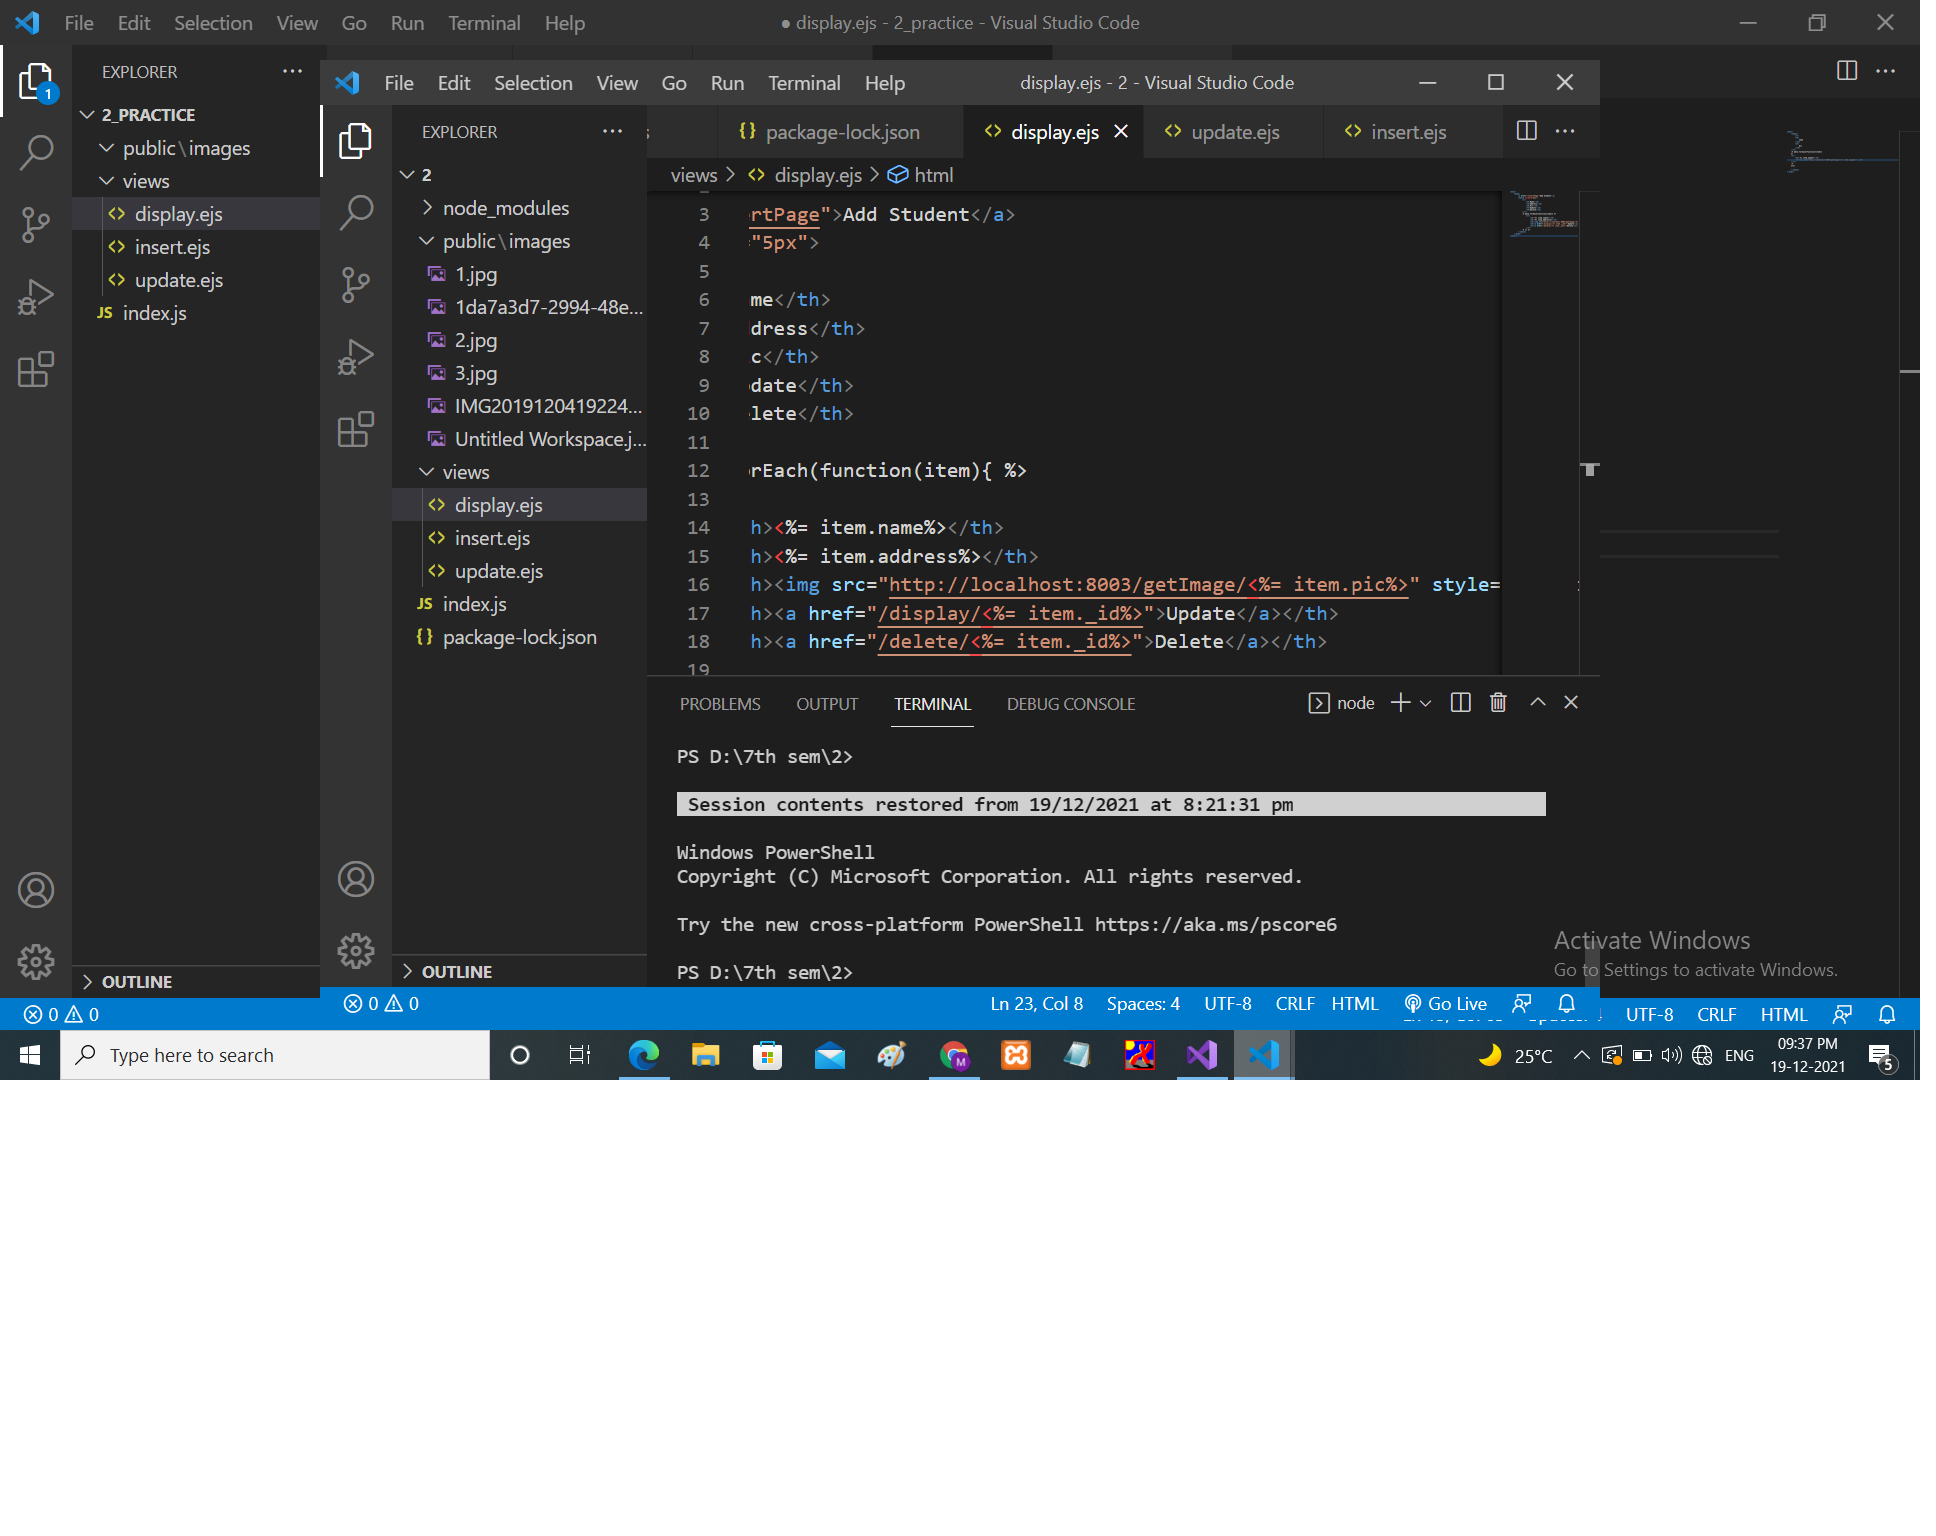 File Edit Selection View Go Run Terminal Help ● display.ejs - 2_practice - Visual Studio Code
EXPLORER
1
2_PRACTICE
public\images
views
display.ejs
insert.ejs
update.ejs
JS index.js
OUTLINE
0 0
File Edit Selection View Go Run Terminal Help display.ejs - 2 - Visual Studio Code
EXPLORER
2
node_modules
public\images
1.jpg
1da7a3d7-2994-48e...
2.jpg
3.jpg
IMG2019120419224...
Untitled Workspace.j...
views
display.ejs
insert.ejs
update.ejs
JS index.js
{} package-lock.json
OUTLINE
{} package-lock.json display.ejs update.ejs insert.ejs
views > display.ejs > html
3 rtPage">Add Student</a>
4 "5px">
5
6 me</th>
7 dress</th>
8 c</th>
9 date</th>
10 lete</th>
11
12 rEach(function(item){ %>
13
14 h><%= item.name%></th>
15 h><%= item.address%></th>
16 h><img src="http://localhost:8003/getImage/<%= item.pic%>" style=
17 h><a href="/display/<%= item._id%>">Update</a></th>
18 h><a href="/delete/<%= item._id%>">Delete</a></th>
19
PROBLEMS OUTPUT TERMINAL DEBUG CONSOLE node
PS D:\7th sem\2>
Session contents restored from 19/12/2021 at 8:21:31 pm
Windows PowerShell
Copyright (C) Microsoft Corporation. All rights reserved.
Try the new cross-platform PowerShell https://aka.ms/pscore6
PS D:\7th sem\2>
Activate Windows
Go to Settings to activate Windows.
0 0 Ln 23, Col 8 Spaces: 4 UTF-8 CRLF HTML Go Live
UTF-8 CRLF HTML
Type here to search
M
25°C ENG
09:37 PM
19-12-2021
5